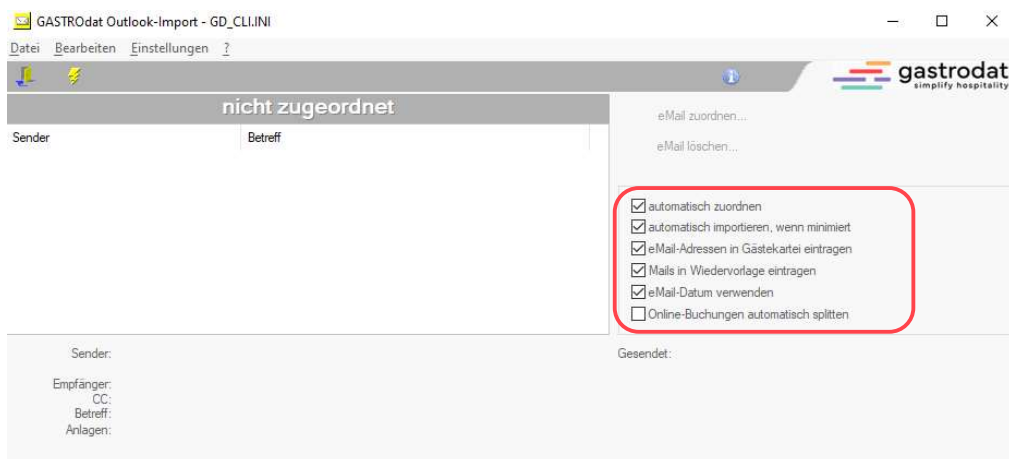 GASTROdat Outlook-Import - GD_CLI.INI
Datei Bearbeiten Einstellungen ?
gastrodat
simplify hospitality
nicht zugeordnet
Sender Betreff
eMail zuordnen...
eMail löschen...
automatisch zuordnen
automatisch importieren, wenn minimiert
eMail-Adressen in Gästekartei eintragen
Mails in Wiedervorlage eintragen
eMail-Datum verwenden
Online-Buchungen automatisch splitten
Sender: Gesendet:
Empfänger:
CC:
Betreff:
Anlagen: